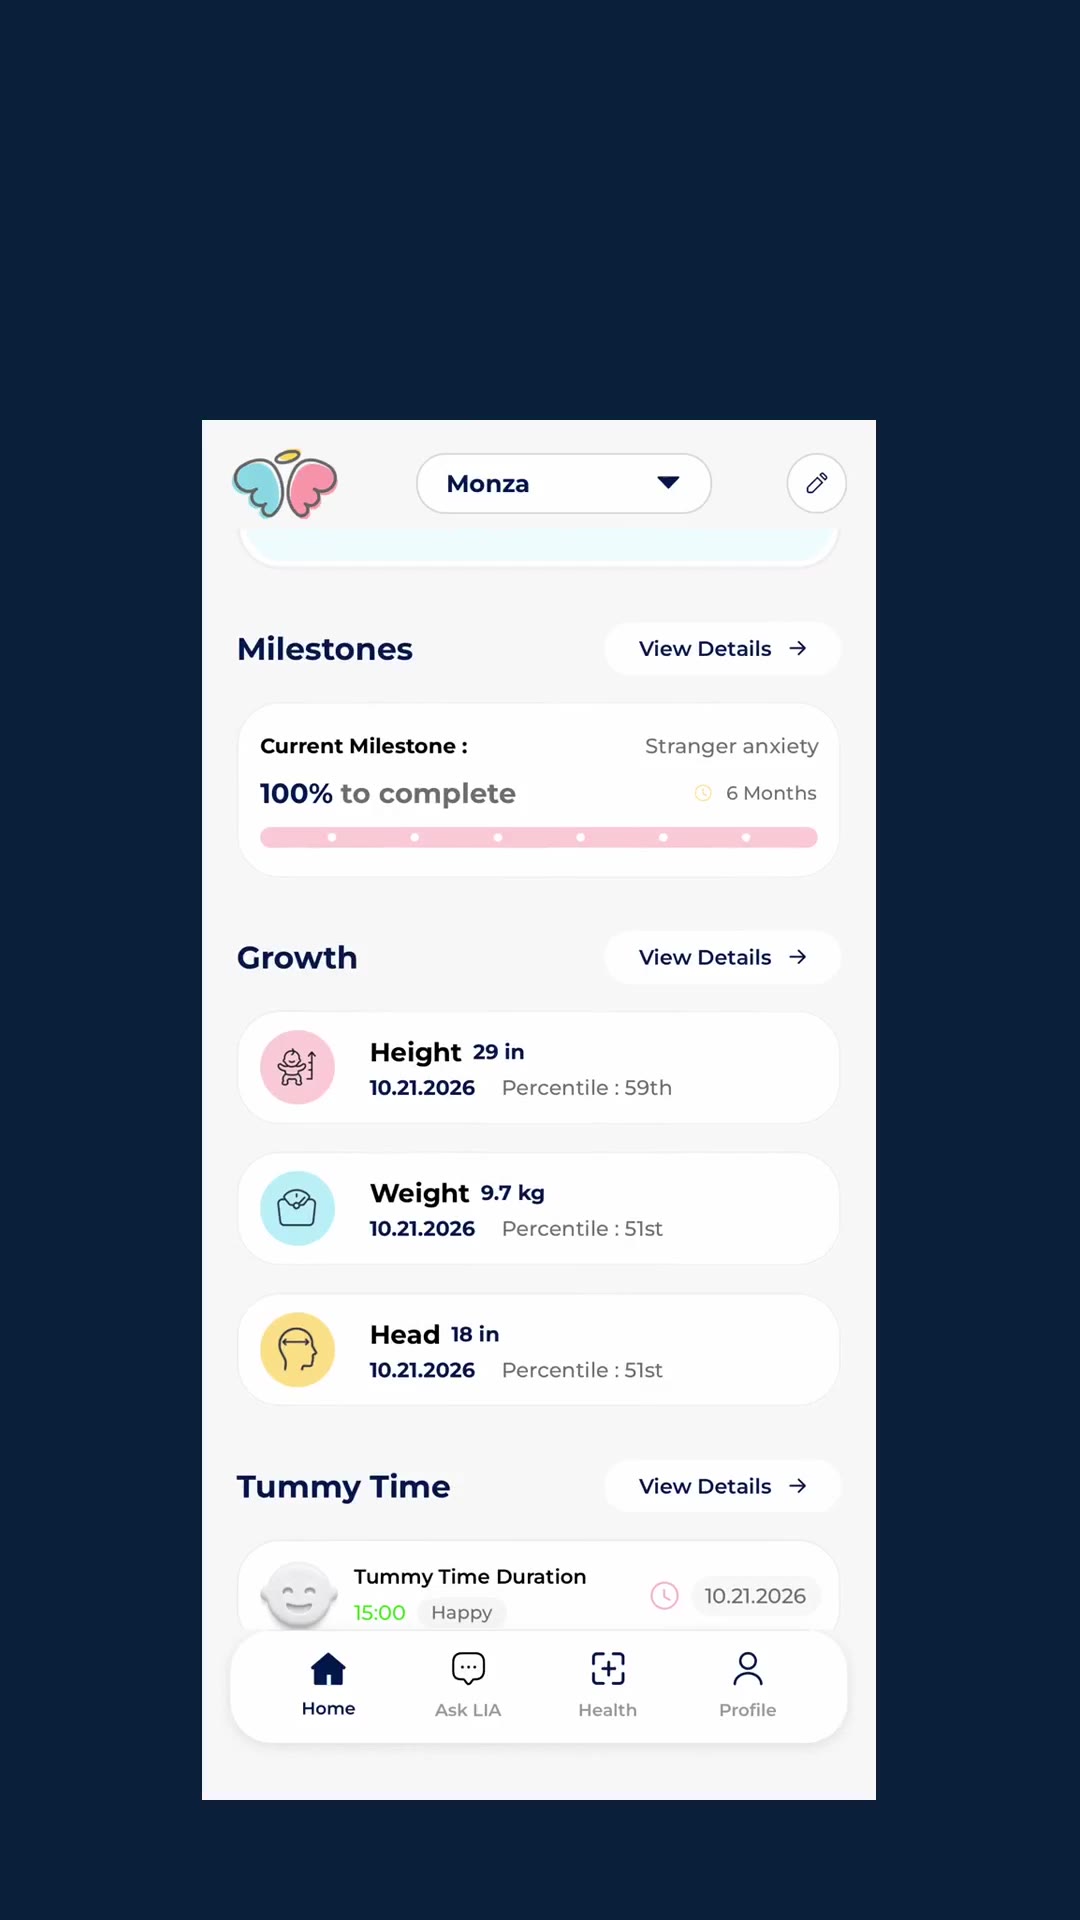 Monza
Milestones
View Details
Current Milestone :
Stranger anxiety
100% to complete
6 Months
Growth
View Details
Height 29 in
10.21.2026 Percentile : 59th
Weight 9.7 kg
10.21.2026 Percentile : 51st
Head 18 in
10.21.2026 Percentile : 51st
Tummy Time
View Details
Tummy Time Duration
15:00 Happy
10.21.2026
Home
Ask LIA
Health
Profile